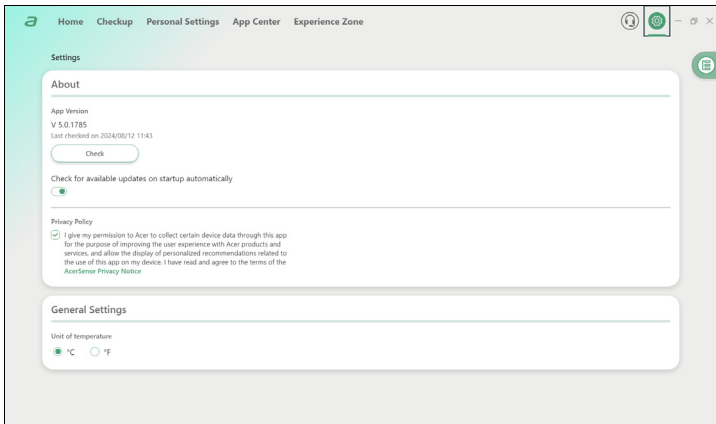 a Home Checkup Personal Settings App Center Experience Zone
Settings
About
App Version
V 5.0.1785
Last checked on 2024/08/12 11:43
Check
Check for available updates on startup automatically
Privacy Policy
I give my permission to Acer to collect certain device data through this app
for the purpose of improving the user experience with Acer products and
services, and allow the display of personalized recommendations related to
the use of this app on my device. I have read and agree to the terms of the
AcerSense Privacy Notice
General Settings
Unit of temperature
°C °F